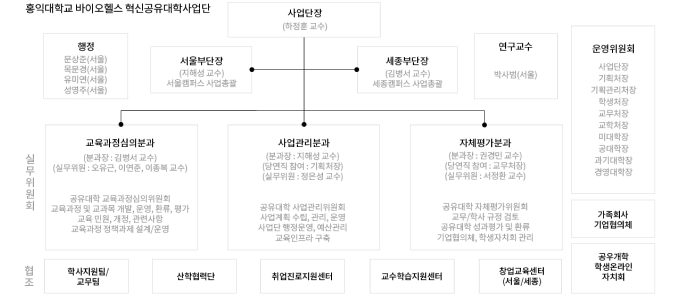 홍익대학교 바이오헬스 혁신공유대학사업단
사업단장
(하정훈 교수)
행정
문상준(서울)
목문경(서울)
유미연(서울)
성영주(서울)
서울부단장
(지해성 교수)
서울캠퍼스 사업총괄
세종부단장
(김병서 교수)
세종캠퍼스 사업총괄
연구교수
박사범(서울)
운영위원회
사업단장
기획처장
기획관리처장
학생처장
교무처장
교학처장
미대학장
공대학장
과기대학장
경영대학장
실무위원회
교육과정심의분과
(분과장 : 김병서 교수)
(실무위원 : 오유근, 이연준, 이종복 교수)
공유대학 교육과정심의위원회
교육과정 및 교과목 개발, 운영, 환류, 평가
교육 민원, 개정, 관련사항
교육과정 정책과제 설계/운영
사업관리분과
(분과장 : 지해성 교수)
(당연직 참여 : 기획처장)
(실무위원 : 정은성 교수)
공유대학 사업관리위원회
사업계획 수립, 관리, 운영
사업단 행정운영, 예산관리
교육인프라 구축
자체평가분과
(분과장 : 권경민 교수)
(당연직 참여 : 교무처장)
(실무위원 : 서정환 교수)
공유대학 자체평가위원회
교무/학사 규정 검토
공유대학 성과평가 및 환류
기업협의체, 학생자치회 관리
가족회사
기업협의체
협조
학사지원팀/
교무팀
산학협력단
취업진로지원센터
교수학습지원센터
창업교육센터
(서울/세종)
공우개학
학생온라인
자치회